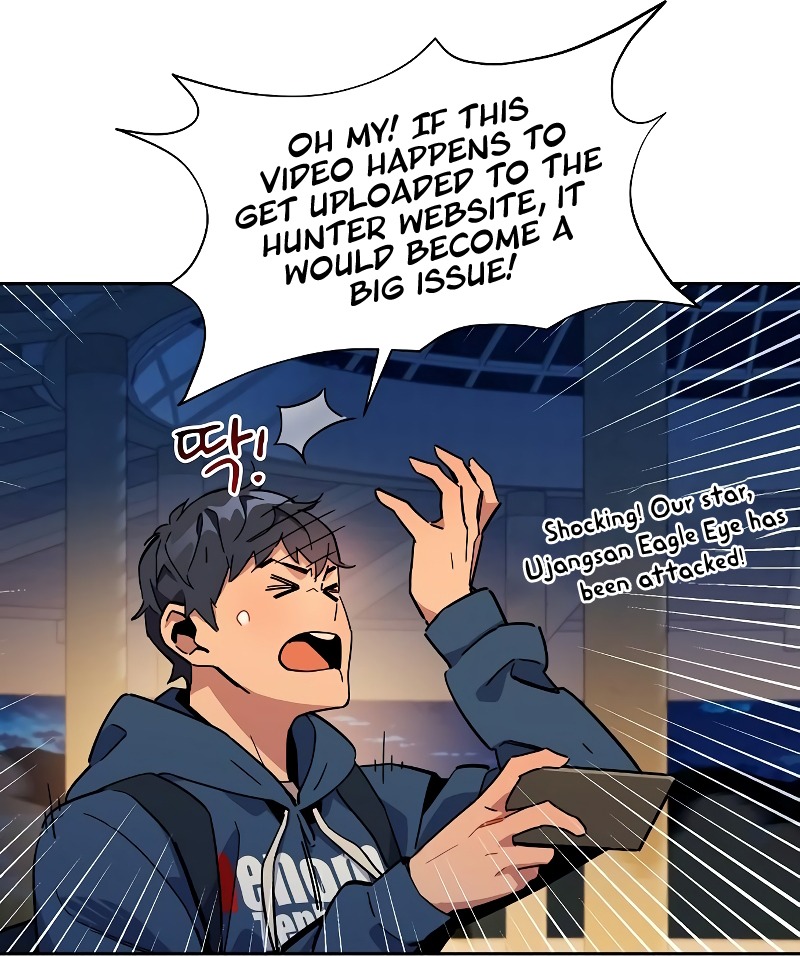 OH MY! IF THIS
VIDEO HAPPENS TO
GET UPLOADED TO THE
HUNTER WEBSITE, IT
WOULD BECOME A
BIG ISSUE!
딱!
Shocking! Our star,
Ujangsan Eagle Eye has
been attacked!
enom